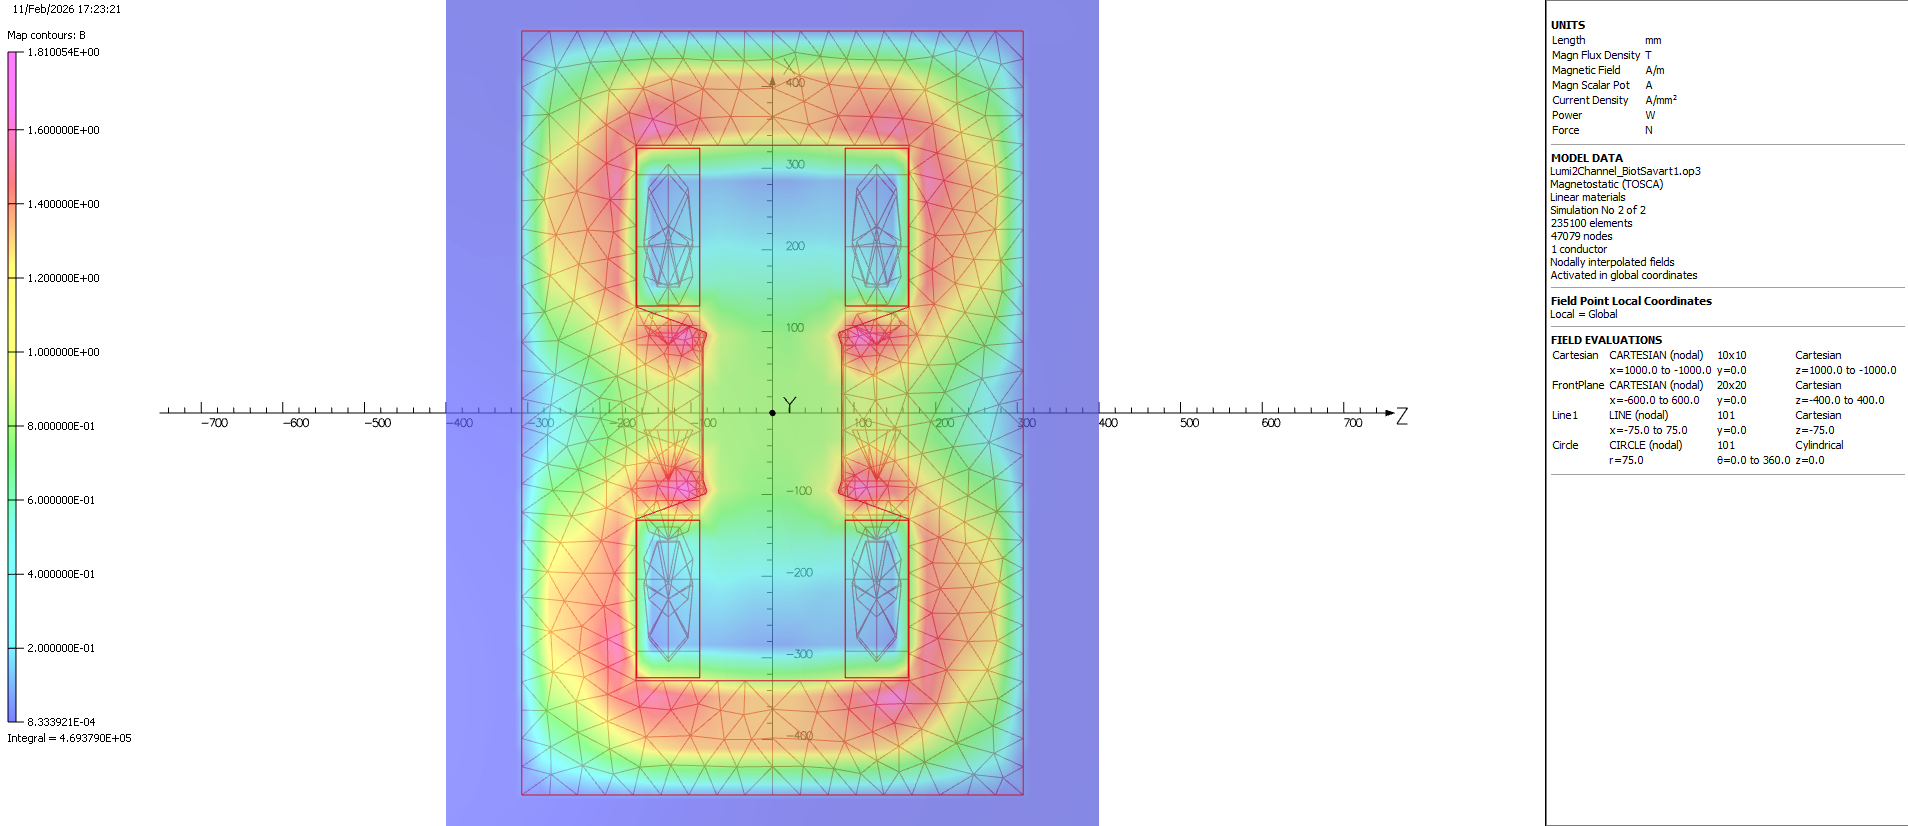 11/Feb/2026 17:23:21
Map contours: B
1.810054E+00
1.600000E+00
1.400000E+00
1.200000E+00
1.000000E+00
8.000000E-01
6.000000E-01
4.000000E-01
2.000000E-01
8.333921E-04
Integral = 4.693790E+05
X
400
300
200
100
Y
-700 -600 -500 -400 -300 -200 -100 100 200 300 400 500 600 700 Z
-100
-200
-300
-400
UNITS
Length mm
Magn Flux Density T
Magnetic Field A/m
Magn Scalar Pot A
Current Density A/mm²
Power W
Force N
MODEL DATA
Lumi2Channel_BiotSavart1.op3
Magnetostatic (TOSCA)
Linear materials
Simulation No 2 of 2
235100 elements
47079 nodes
1 conductor
Nodally interpolated fields
Activated in global coordinates
Field Point Local Coordinates
Local = Global
FIELD EVALUATIONS
Cartesian CARTESIAN (nodal) 10x10 Cartesian
x=1000.0 to -1000.0 y=0.0 z=1000.0 to -1000.0
FrontPlane CARTESIAN (nodal) 20x20 Cartesian
x=-600.0 to 600.0 y=0.0 z=-400.0 to 400.0
Line1 LINE (nodal) 101 Cartesian
x=-75.0 to 75.0 y=0.0 z=-75.0
Circle CIRCLE (nodal) 101 Cylindrical
r=75.0 θ=0.0 to 360.0 z=0.0